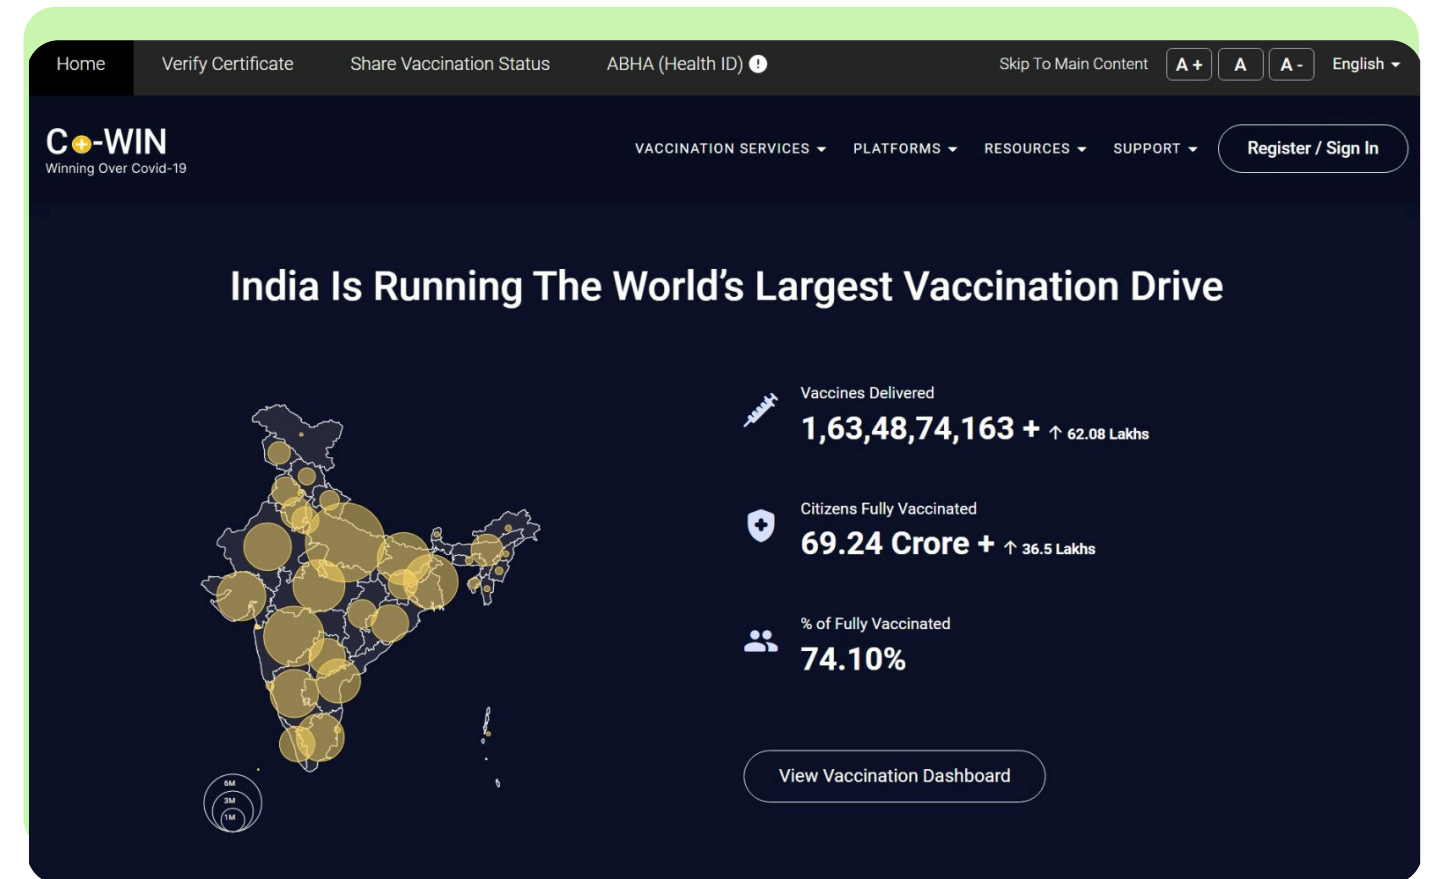 Home Verify Certificate Share Vaccination Status ABHA (Health ID) ! Skip To Main Content A + A A - English
Co-WIN
Winning Over Covid-19
VACCINATION SERVICES PLATFORMS RESOURCES SUPPORT Register / Sign In
India Is Running The World's Largest Vaccination Drive
Vaccines Delivered
1,63,48,74,163 + ↑ 62.08 Lakhs
Citizens Fully Vaccinated
69.24 Crore + ↑ 36.5 Lakhs
% of Fully Vaccinated
74.10%
View Vaccination Dashboard
6M
3M
1M